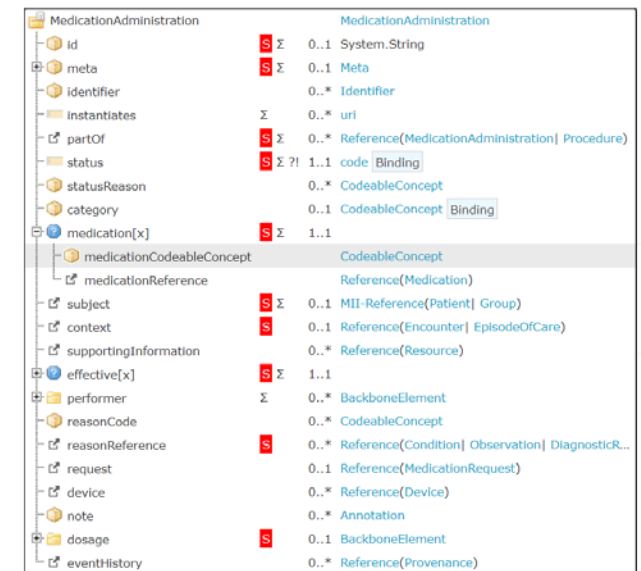 MedicationAdministration MedicationAdministration
id S Σ 0..1 System.String
meta S Σ 0..1 Meta
identifier 0..* Identifier
instantiates Σ 0..* uri
partOf S Σ 0..* Reference(MedicationAdministration| Procedure)
status S Σ ?! 1..1 code Binding
statusReason 0..* CodeableConcept
category 0..1 CodeableConcept Binding
medication[x] S Σ 1..1
medicationCodeableConcept CodeableConcept
medicationReference Reference(Medication)
subject S Σ 0..1 MII-Reference(Patient| Group)
context S 0..1 Reference(Encounter| EpisodeOfCare)
supportingInformation 0..* Reference(Resource)
effective[x] S Σ 1..1
performer Σ 0..* BackboneElement
reasonCode 0..* CodeableConcept
reasonReference S 0..* Reference(Condition| Observation| DiagnosticR...
request 0..1 Reference(MedicationRequest)
device 0..* Reference(Device)
note 0..* Annotation
dosage S 0..1 BackboneElement
eventHistory 0..* Reference(Provenance)